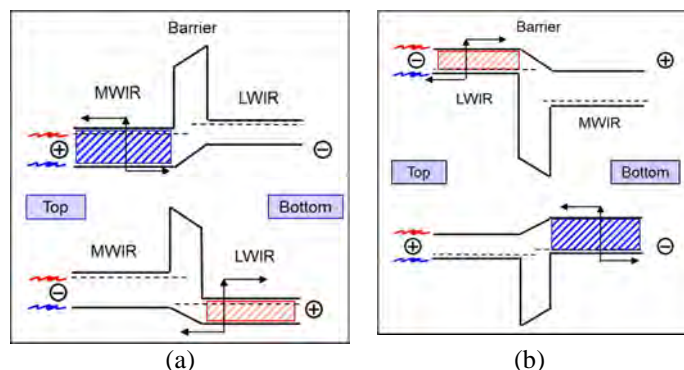 Barrier
MWIR
LWIR
+
−
Top
Bottom
MWIR
LWIR
−
+
(a)
Barrier
−
+
LWIR
MWIR
Top
Bottom
+
−
(b)